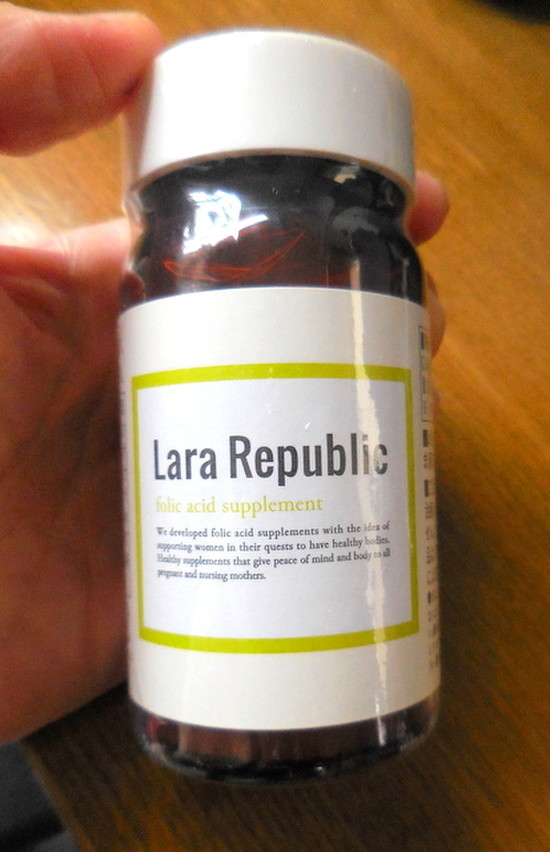 Lara Republic
folic acid supplement
We developed folic acid supplements with the idea of
supporting women in their quests to have healthy bodies.
Healthy supplements that give peace of mind and body to all
pregnant and nursing mothers.